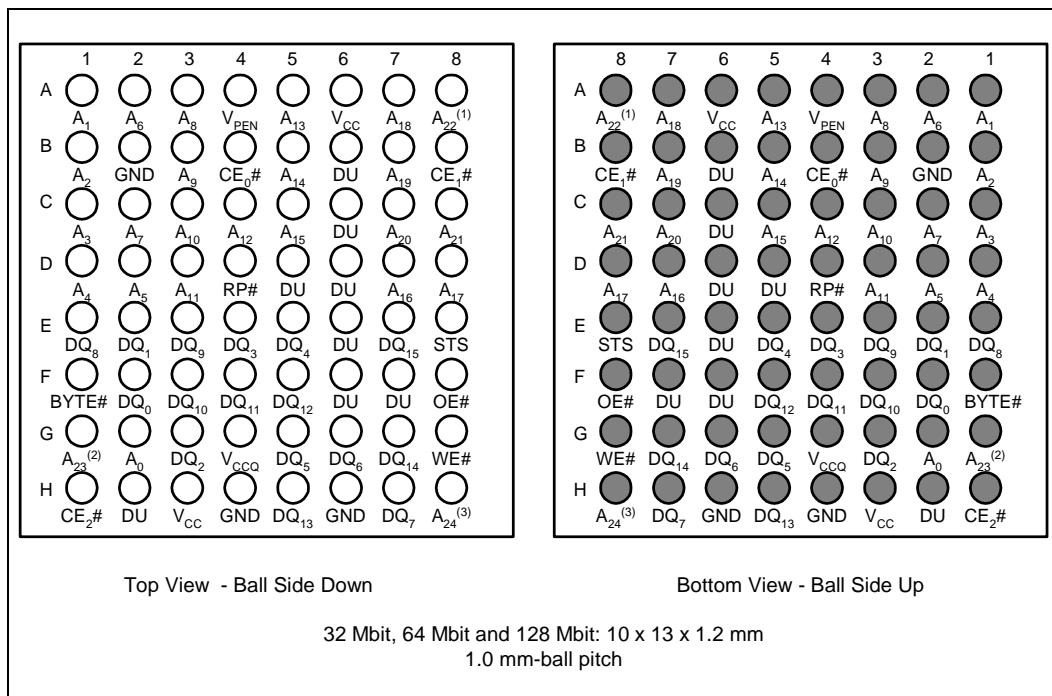 1 2 3 4 5 6 7 8
A
A1 A6 A8 VPEN A13 VCC A18 A22(1)
B
A2 GND A9 CE0# A14 DU A19 CE1#
C
A3 A7 A10 A12 A15 DU A20 A21
D
A4 A5 A11 RP# DU DU A16 A17
E
DQ8 DQ1 DQ9 DQ3 DQ4 DU DQ15 STS
F
BYTE# DQ0 DQ10 DQ11 DQ12 DU DU OE#
G
A23(2) A0 DQ2 VCCQ DQ5 DQ6 DQ14 WE#
H
CE2# DU VCC GND DQ13 GND DQ7 A24(3)
Top View - Ball Side Down
8 7 6 5 4 3 2 1
A
A22(1) A18 VCC A13 VPEN A8 A6 A1
B
CE1# A19 DU A14 CE0# A9 GND A2
C
A21 A20 DU A15 A12 A10 A7 A3
D
A17 A16 DU DU RP# A11 A5 A4
E
STS DQ15 DU DQ4 DQ3 DQ9 DQ1 DQ8
F
OE# DU DU DQ12 DQ11 DQ10 DQ0 BYTE#
G
WE# DQ14 DQ6 DQ5 VCCQ DQ2 A0 A23(2)
H
A24(3) DQ7 GND DQ13 GND VCC DU CE2#
Bottom View - Ball Side Up
32 Mbit, 64 Mbit and 128 Mbit: 10 x 13 x 1.2 mm
1.0 mm-ball pitch